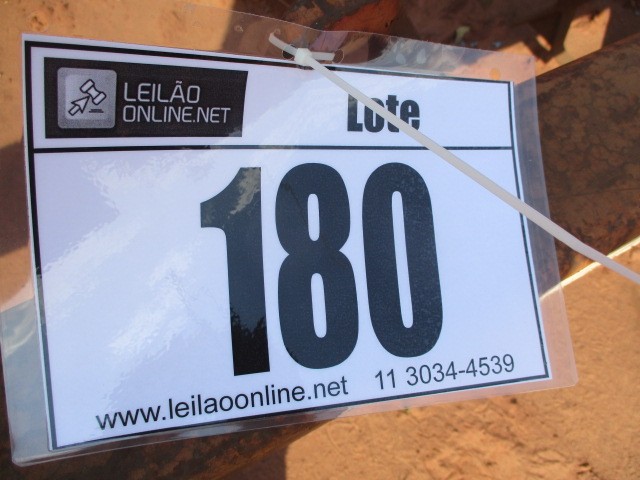 LEILÃO
ONLINE.NET
Lote
180
www.leilaoonline.net 11 3034-4539